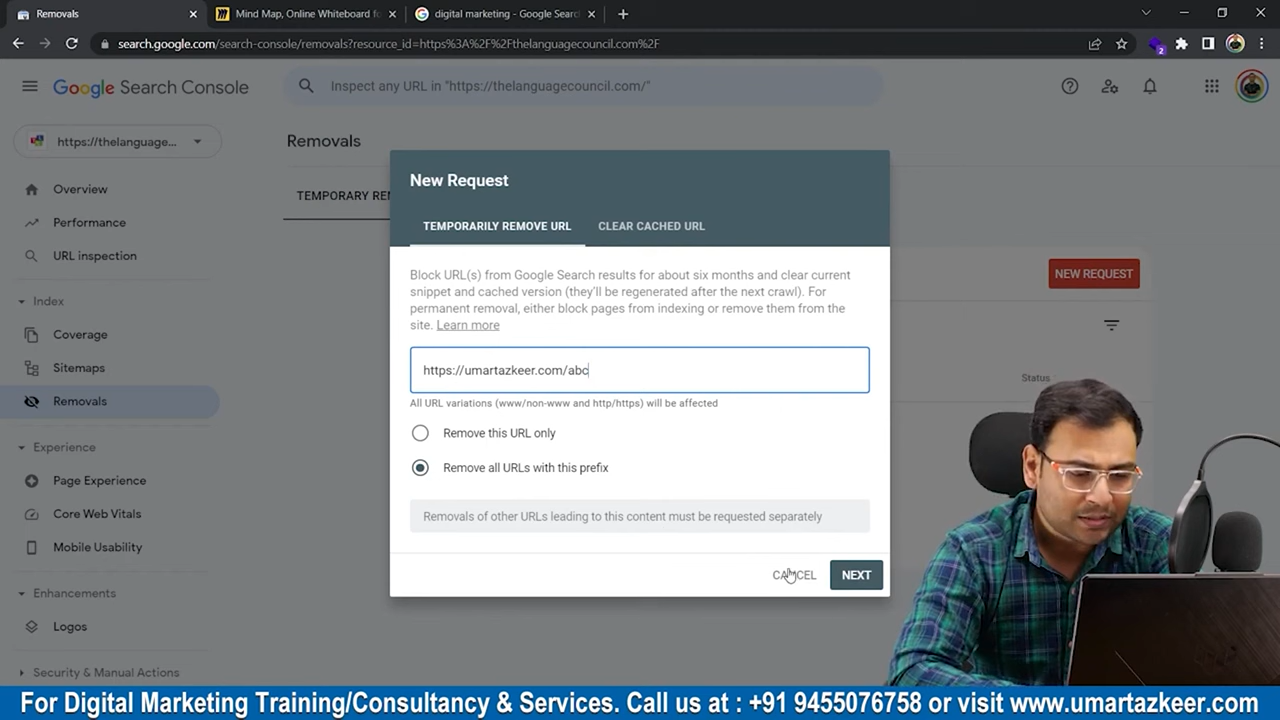 Removals
Mind Map, Online Whiteboard fo
digital marketing - Google Searc
search.google.com/search-console/removals?resource_id=https%3A%2F%2Fthelanguagecouncil.com%2F
2
Google Search Console
Inspect any URL in "https://thelanguagecouncil.com/"
https://thelanguage...
Removals
Overview
TEMPORARY REM
Performance
URL inspection
Index
Coverage
Sitemaps
Removals
Experience
Page Experience
Core Web Vitals
Mobile Usability
Enhancements
Logos
Security & Manual Actions
NEW REQUEST
Status
New Request
TEMPORARILY REMOVE URL
CLEAR CACHED URL
Block URL(s) from Google Search results for about six months and clear current
snippet and cached version (they'll be regenerated after the next crawl). For
permanent removal, either block pages from indexing or remove them from the
site. Learn more
https://umartazkeer.com/abc
All URL variations (www/non-www and http/https) will be affected
Remove this URL only
Remove all URLs with this prefix
Removals of other URLs leading to this content must be requested separately
CANCEL
NEXT
For Digital Marketing Training/Consultancy & Services. Call us at : +91 9455076758 or visit www.umartazkeer.com